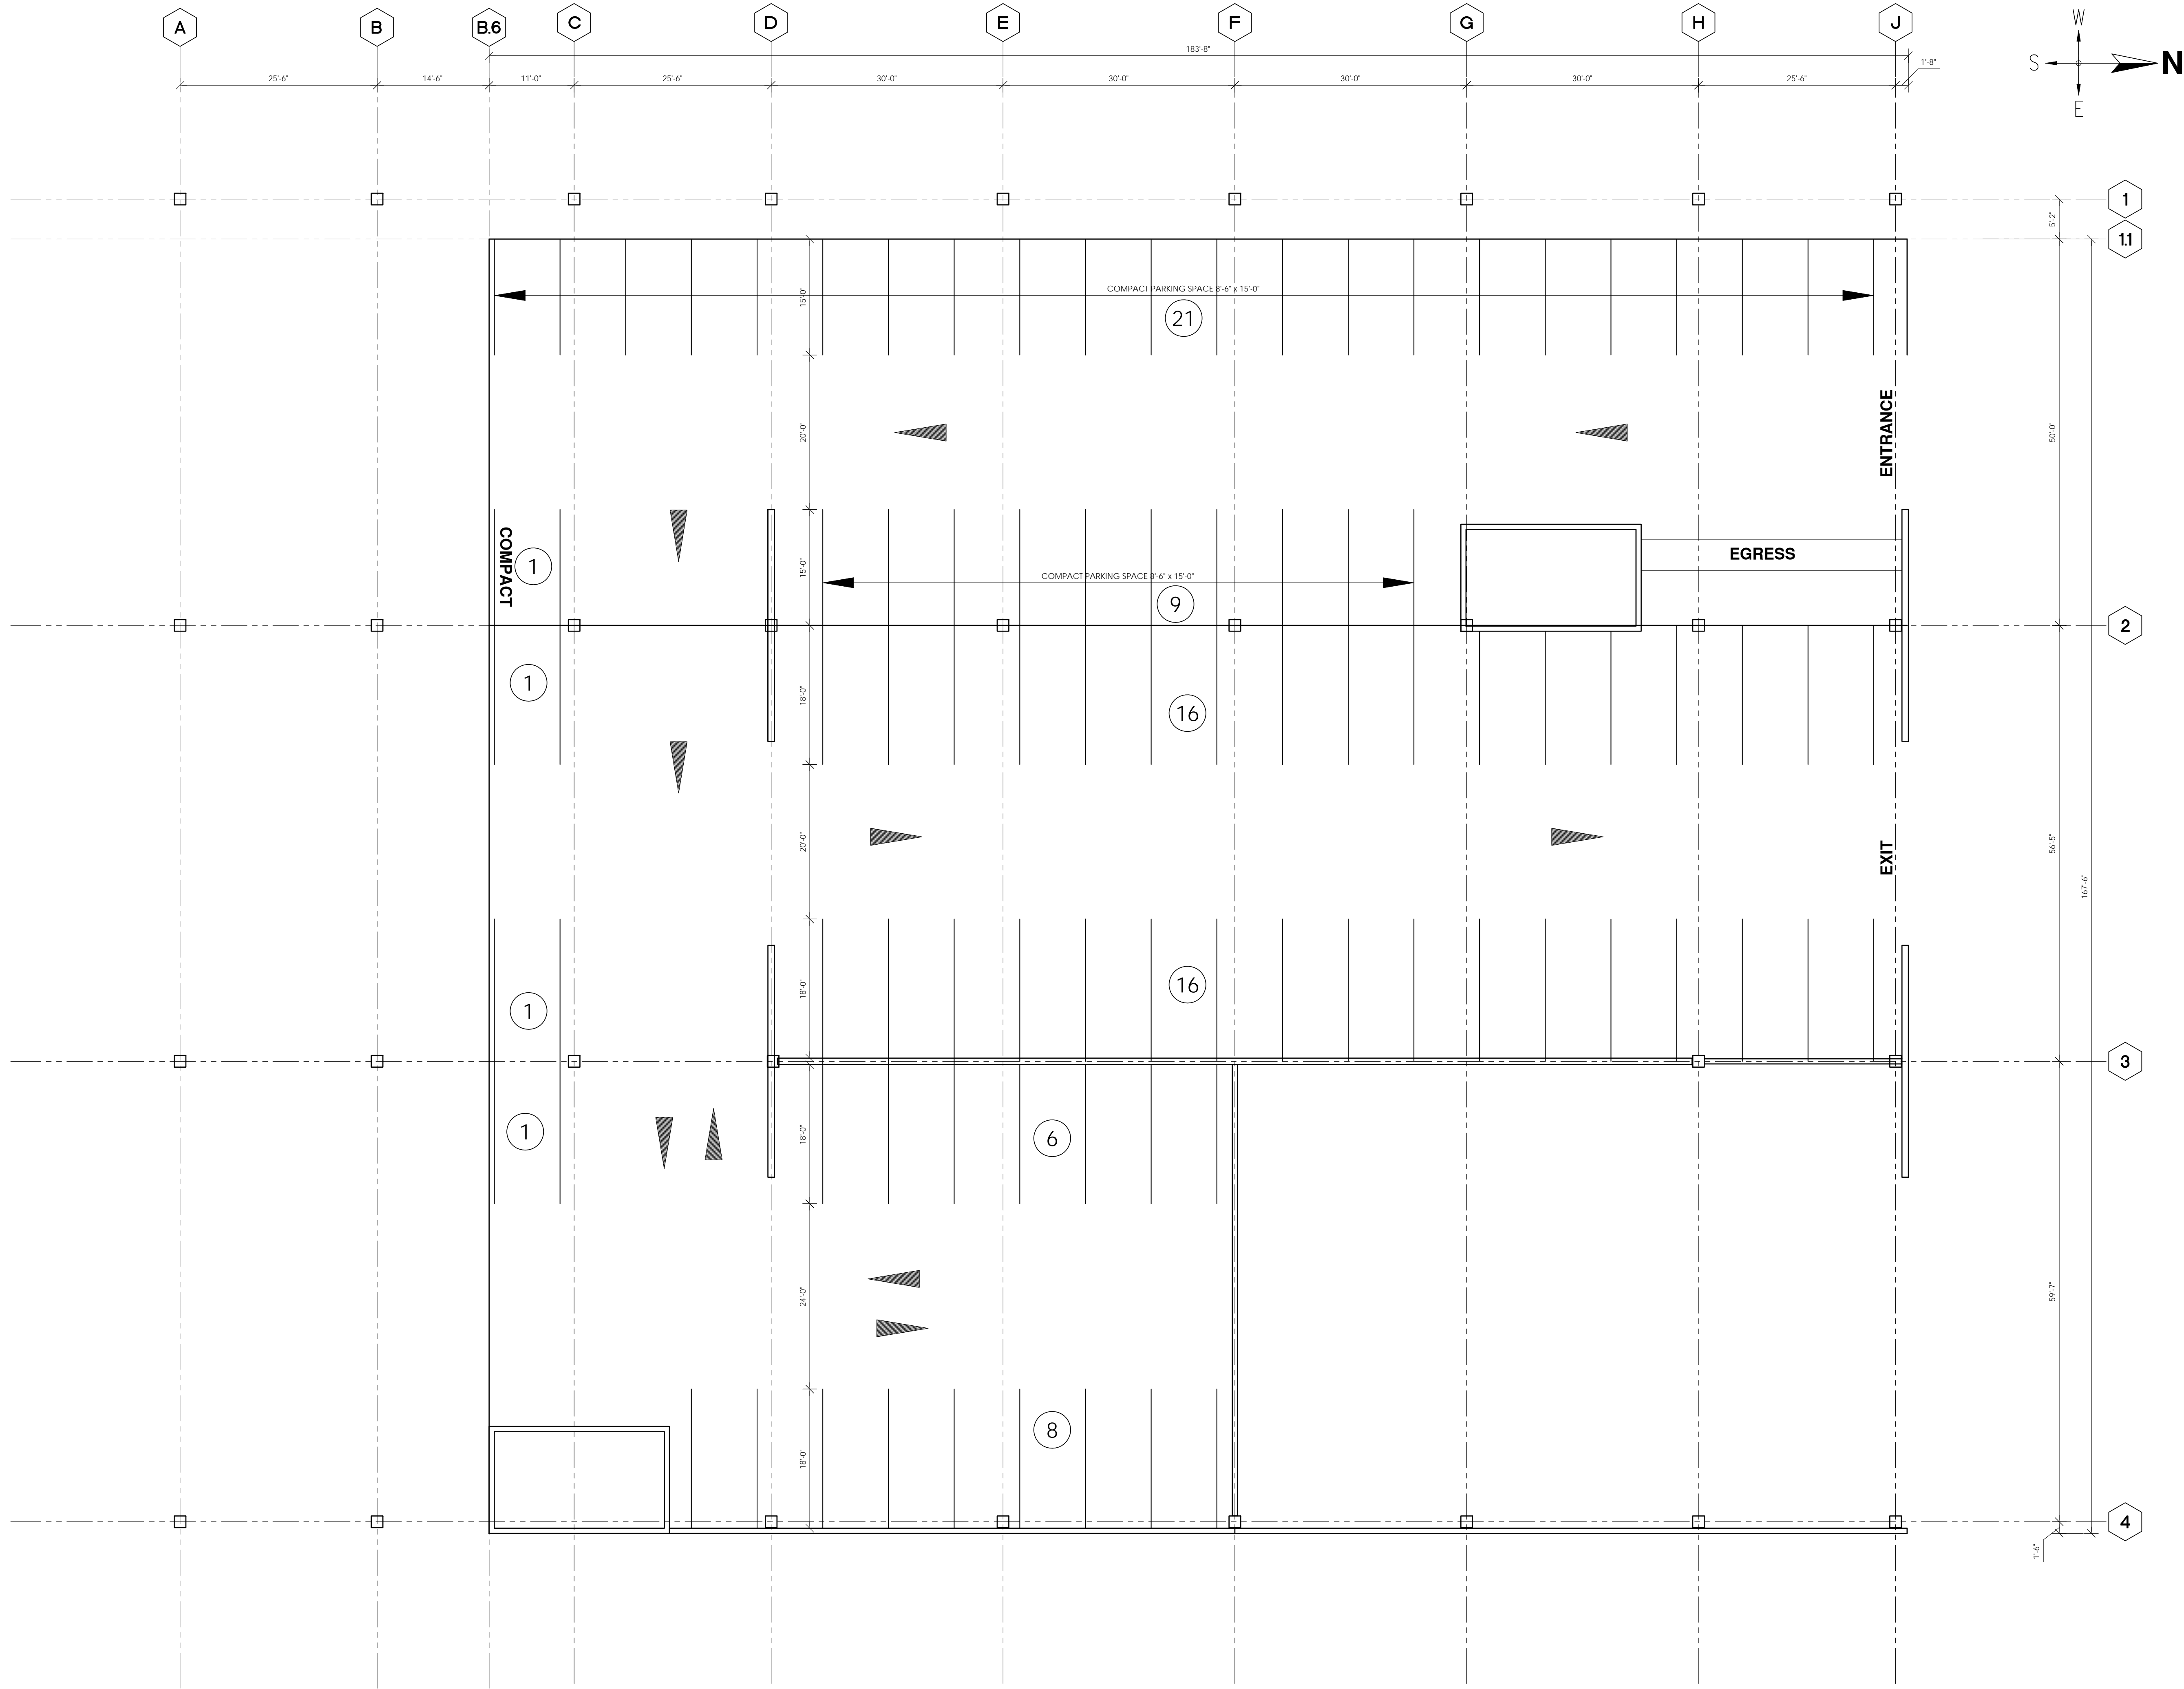 A B B.6 C D E F G H J
W
S N
E
183'-8"
1'-8"
25'-6" 14'-6" 11'-0" 25'-6" 30'-0" 30'-0" 30'-0" 30'-0" 25'-6"
1
5'-2"
1.1
15'-0"
COMPACT PARKING SPACE 8'-6" x 15'-0"
21
20'-0"
ENTRANCE
50'-0"
COMPACT
1
15'-0"
COMPACT PARKING SPACE 8'-6" x 15'-0"
9
EGRESS
2
1
18'-0"
16
20'-0"
EXIT
56'-5"
167'-6"
1
18'-0"
16
3
1
18'-0"
6
24'-0"
59'-7"
18'-0"
8
4
1'-6"